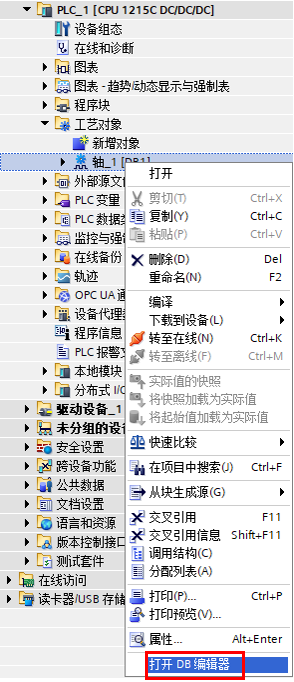 PLC_1 [CPU 1215C DC/DC/DC]
设备组态
在线和诊断
图表
图表 - 趋势/动态显示与强制表
程序块
工艺对象
新增对象
轴_1 [DB1]
外部源文
PLC 变量
PLC 数据类
监控与强
在线备份
轨迹
OPC UA 通
设备代理
程序信息
PLC 报警文
本地模块
分布式 I/O
驱动设备_1
未分组的设
安全设置
跨设备功能
公共数据
文档设置
语言和资源
版本控制接口
测试套件
在线访问
读卡器/USB 存储
打开
剪切(T) Ctrl+X
复制(Y) Ctrl+C
粘贴(P) Ctrl+V
删除(D) Del
重命名(N) F2
编译
下载到设备(L)
转至在线(N) Ctrl+K
转至离线(F) Ctrl+M
实际值的快照
将快照加载为实际值
将起始值加载为实际值
快速比较
在项目中搜索(J) Ctrl+F
从块生成源(G)
交叉引用 F11
交叉引用信息 Shift+F11
调用结构(C)
分配列表(A)
打印(P)... Ctrl+P
打印预览(V)...
属性... Alt+Enter
打开 DB 编辑器